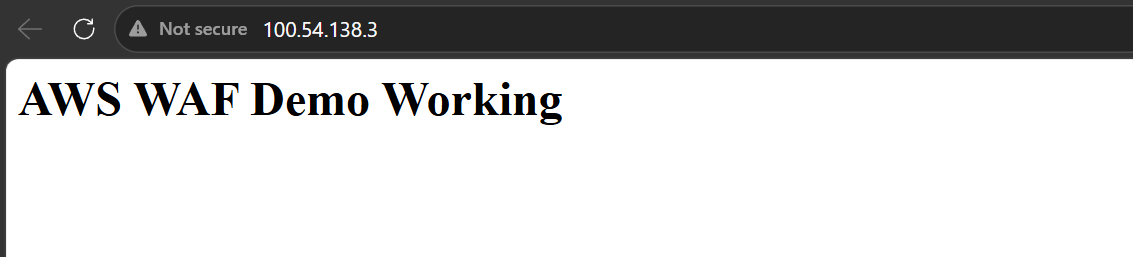 Not secure 100.54.138.3
AWS WAF Demo Working